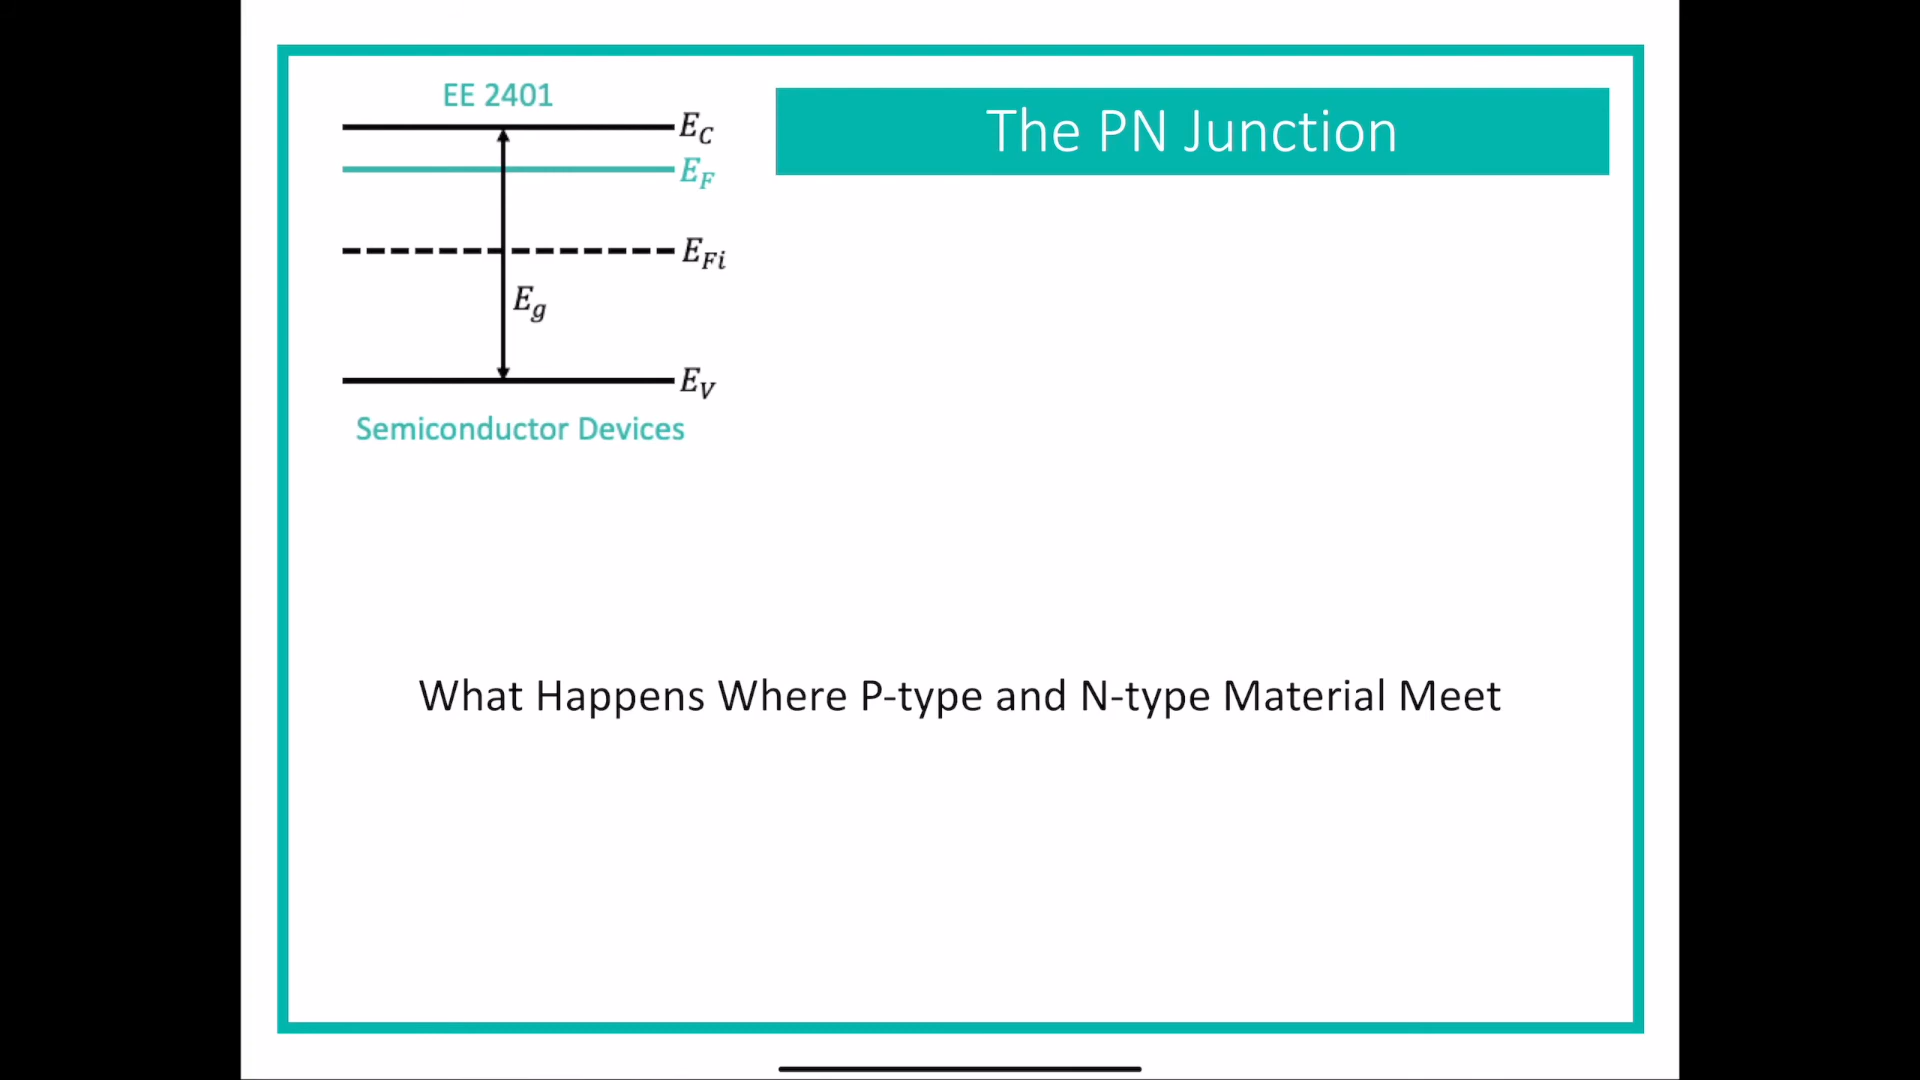 EE 2401
E_C
E_F
E_Fi
E_g
E_V
Semiconductor Devices
The PN Junction
What Happens Where P-type and N-type Material Meet